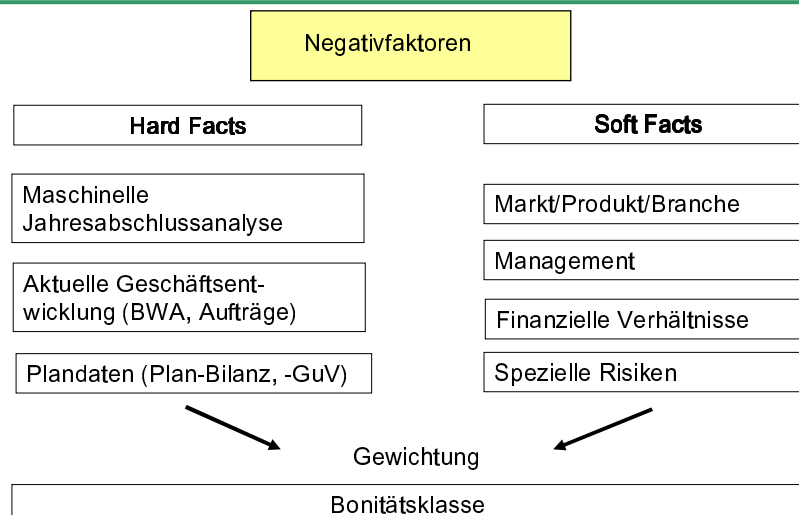 Negativfaktoren
Hard Facts
Maschinelle
Jahresabschlussanalyse
Aktuelle Geschäftsent-
wicklung (BWA, Aufträge)
Plandaten (Plan-Bilanz, -GuV)
Soft Facts
Markt/Produkt/Branche
Management
Finanzielle Verhältnisse
Spezielle Risiken
Gewichtung
Bonitätsklasse